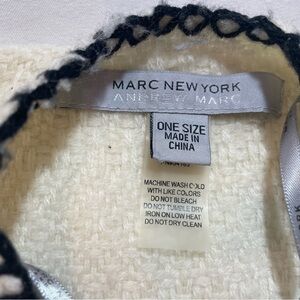 MARC NEW YORK
ANDREW MARC
ONE SIZE
MADE IN
CHINA
MACHINE WASH COLD
WITH LIKE COLORS
DO NOT BLEACH
DO NOT TUMBLE DRY
IRON ON LOW HEAT
DO NOT DRY CLEAN